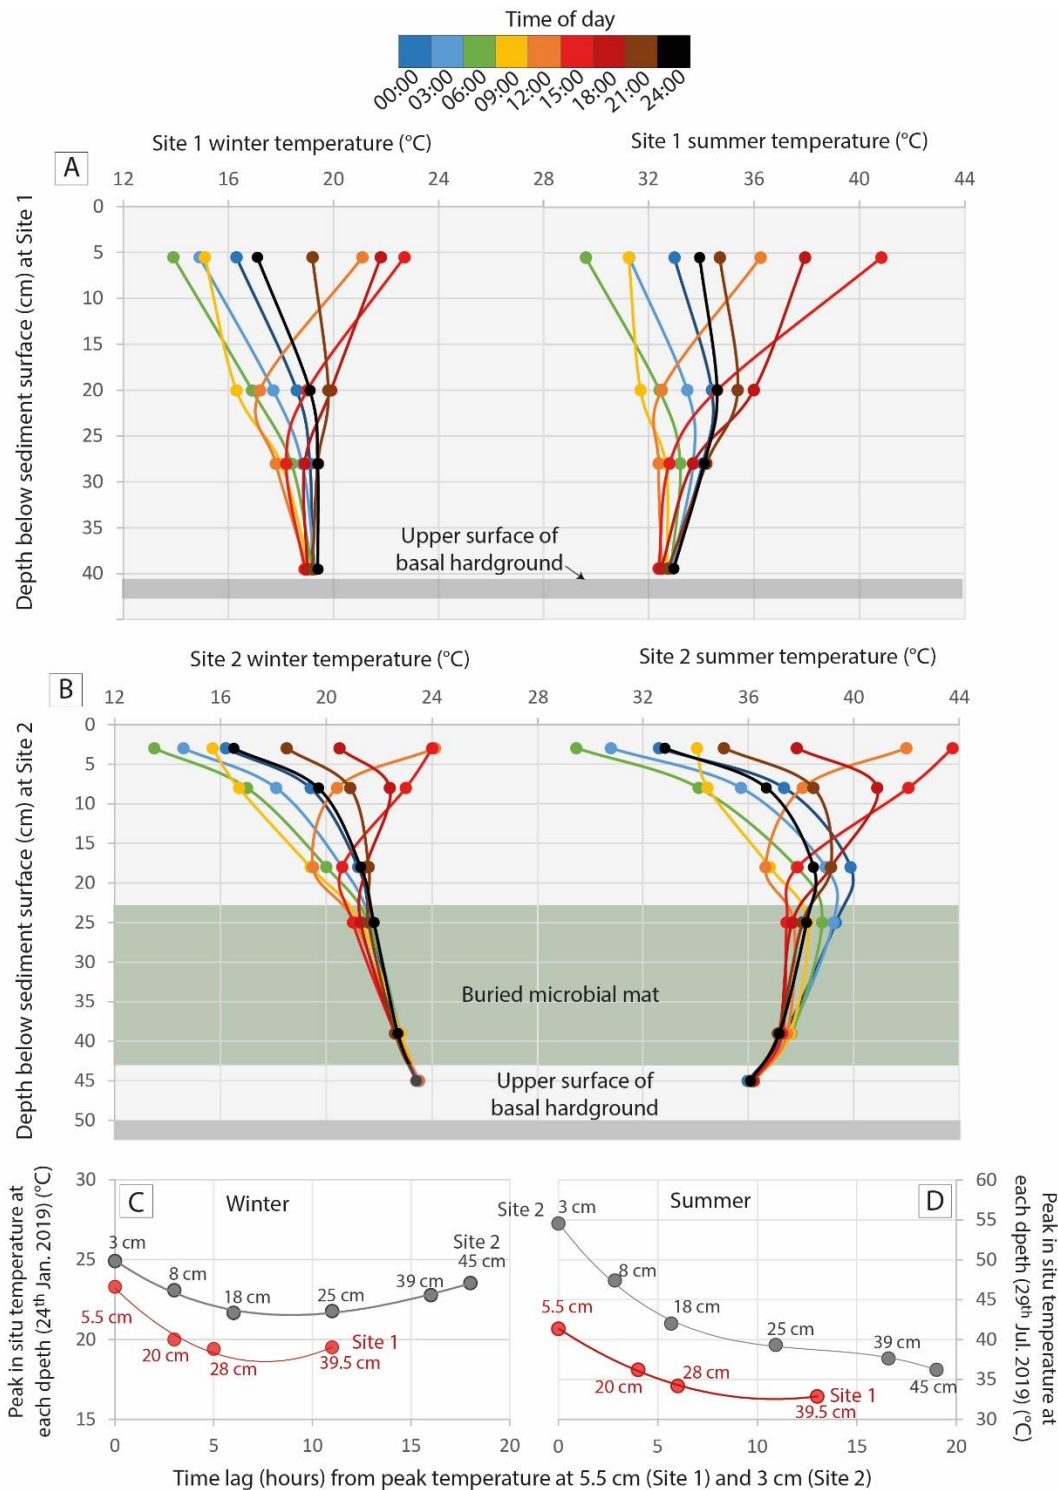 Time of day
00:00 03:00 06:00 09:00 12:00 15:00 18:00 21:00 24:00
Site 1 winter temperature (°C)
Site 1 summer temperature (°C)
A
12 16 20 24 28 32 36 40 44
Depth below sediment surface (cm) at Site 1
0
5
10
15
20
25
30
35
40
Upper surface of
basal hardground
Site 2 winter temperature (°C)
Site 2 summer temperature (°C)
B
12 16 20 24 28 32 36 40 44
Depth below sediment surface (cm) at Site 2
0
5
10
15
20
25
30
35
40
45
50
Buried microbial mat
Upper surface of
basal hardground
Peak in situ temperature at
each dpeth (24th Jan. 2019) (°C)
30
25
20
15
C
Winter
3 cm
8 cm
18 cm
25 cm
39 cm
Site 2
45 cm
5.5 cm
20 cm
28 cm
Site 1
39.5 cm
0 5 10 15 20
D
Summer
Site 2
3 cm
8 cm
18 cm
25 cm
39 cm
45 cm
5.5 cm
20 cm
28 cm
Site 1
39.5 cm
0 5 10 15 20
60
55
50
45
40
35
30
Peak in situ temperature at
each dpeth (29th Jul. 2019) (°C)
Time lag (hours) from peak temperature at 5.5 cm (Site 1) and 3 cm (Site 2)